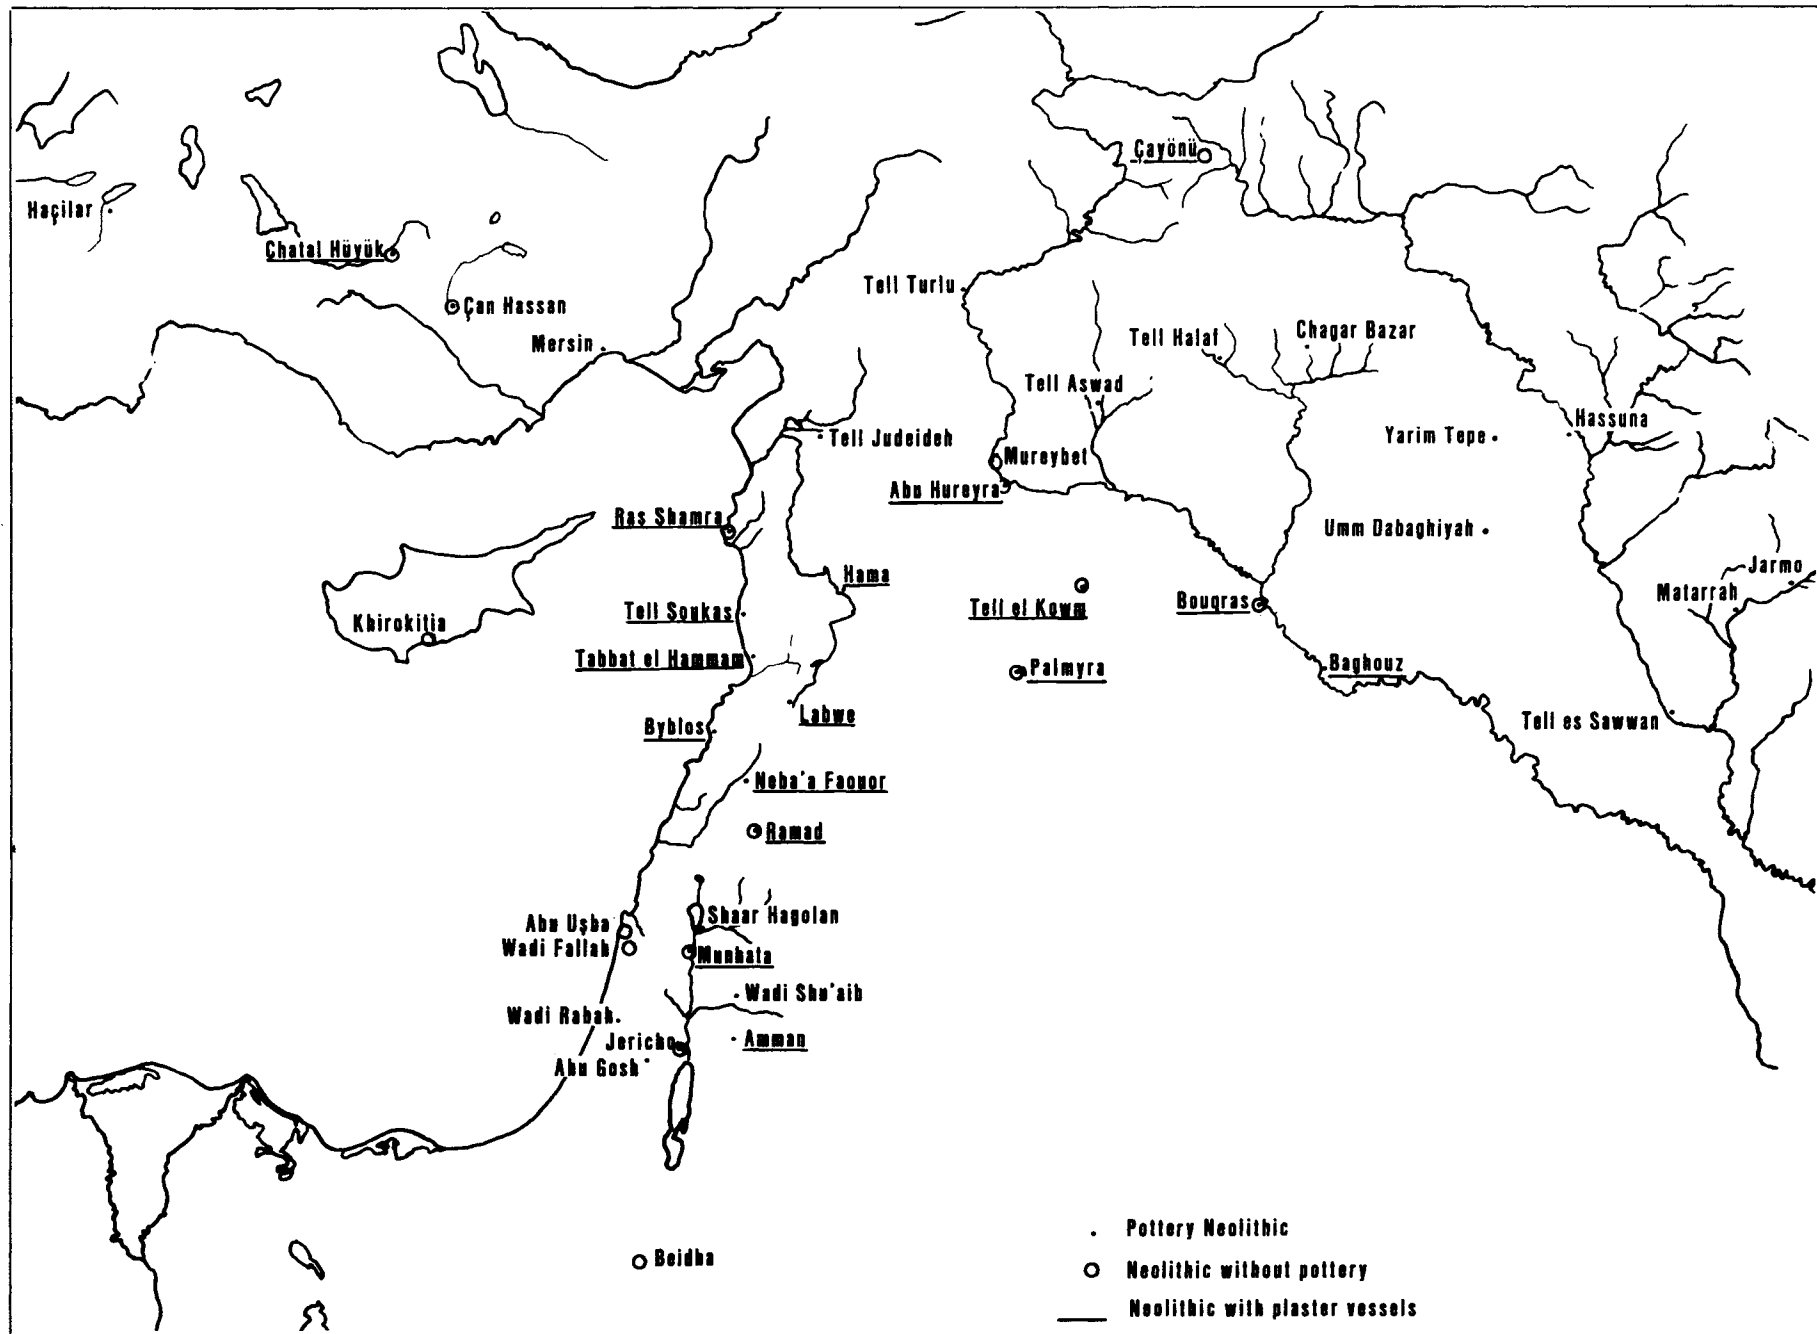 Çayönü
Haçilar
Chatal Hüyük
Çan Hassan
Tell Turlu
Mersin
Tell Halaf
Chagar Bazar
Tell Aswad
Hassuna
Tell Judeideh
Yarim Tepe
Mureybet
Abu Hureyra
Ras Shamra
Umm Dabaghiyah
Hama
Jarmo
Tell el Kowm
Bouqras
Matarrah
Tell Soukas
Khirokitia
Tabbat el Hammam
Palmyra
Baghouz
Labwe
Tell es Sawwan
Byblos
Neba'a Faouor
Ramad
Shaar Hagolan
Abu Uşba
Wadi Fallah
Munhata
Wadi Shu'aib
Wadi Rabah
Jericho
Amman
Abu Gosh
Pottery Neolithic
Beidha
Neolithic without pottery
Neolithic with plaster vessels